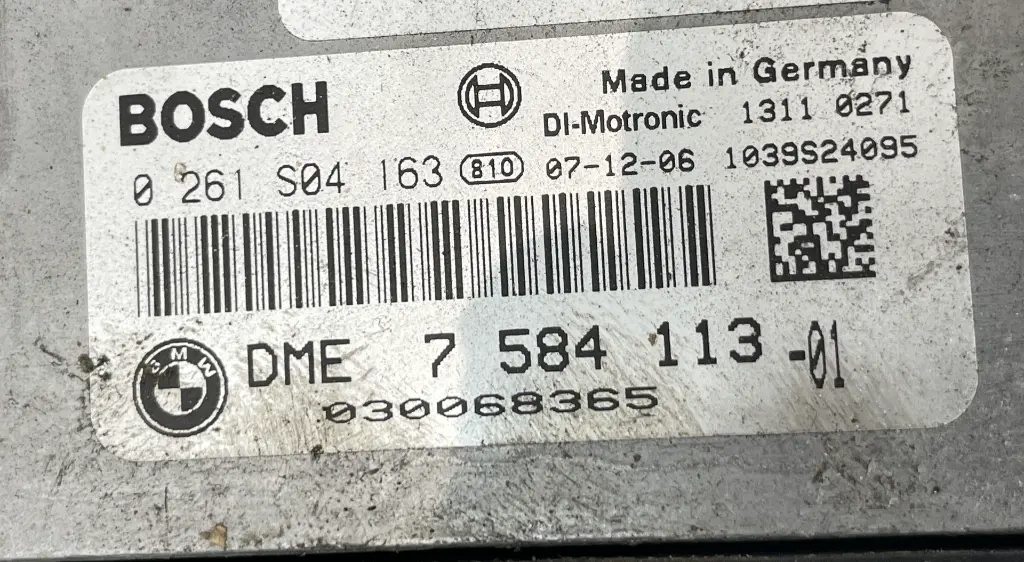 Made in Germany
BOSCH
DI-Motronic 1311 0271
0 261 S04 163 810 07-12-06 1039S24095
BMW
DME 7 584 113 -01
030068365